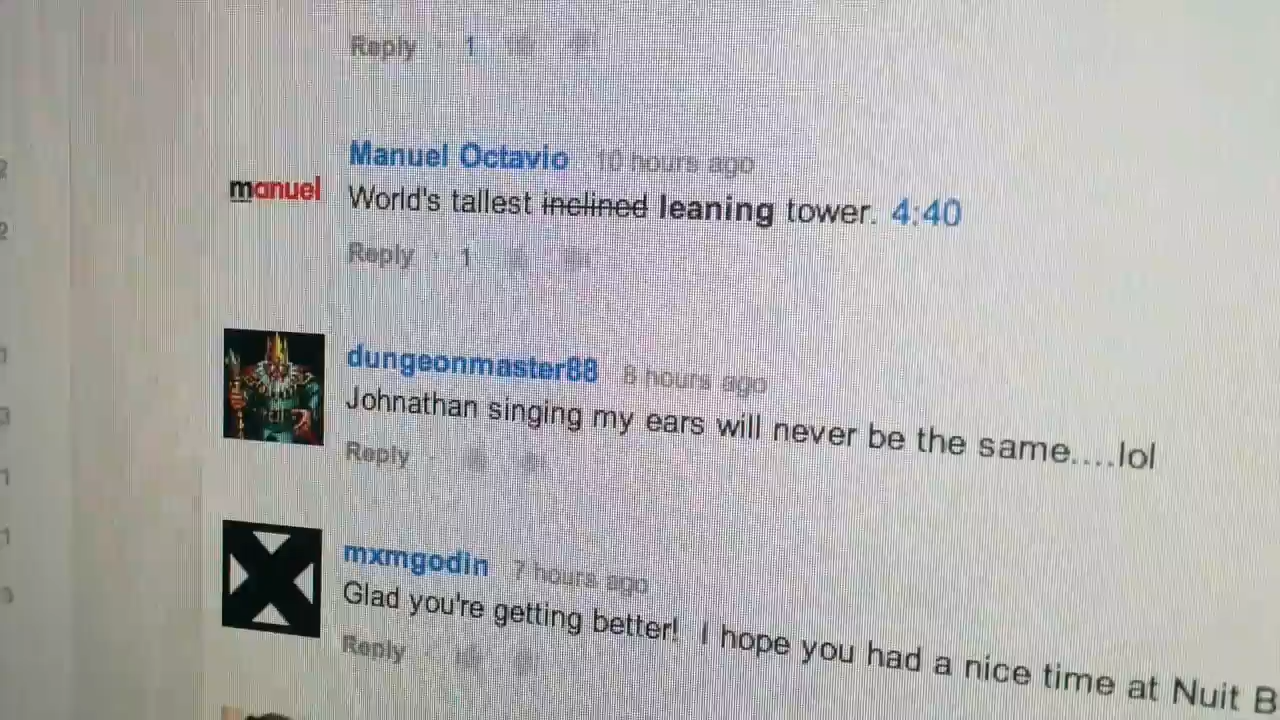 Reply 1
Manuel Octavio 10 hours ago
manuel
World's tallest inclined leaning tower. 4:40
Reply 1
dungeonmaster88 8 hours ago
Johnathan singing my ears will never be the same....lol
Reply
mxmgodin 7 hours ago
Glad you're getting better! I hope you had a nice time at Nuit B
Reply